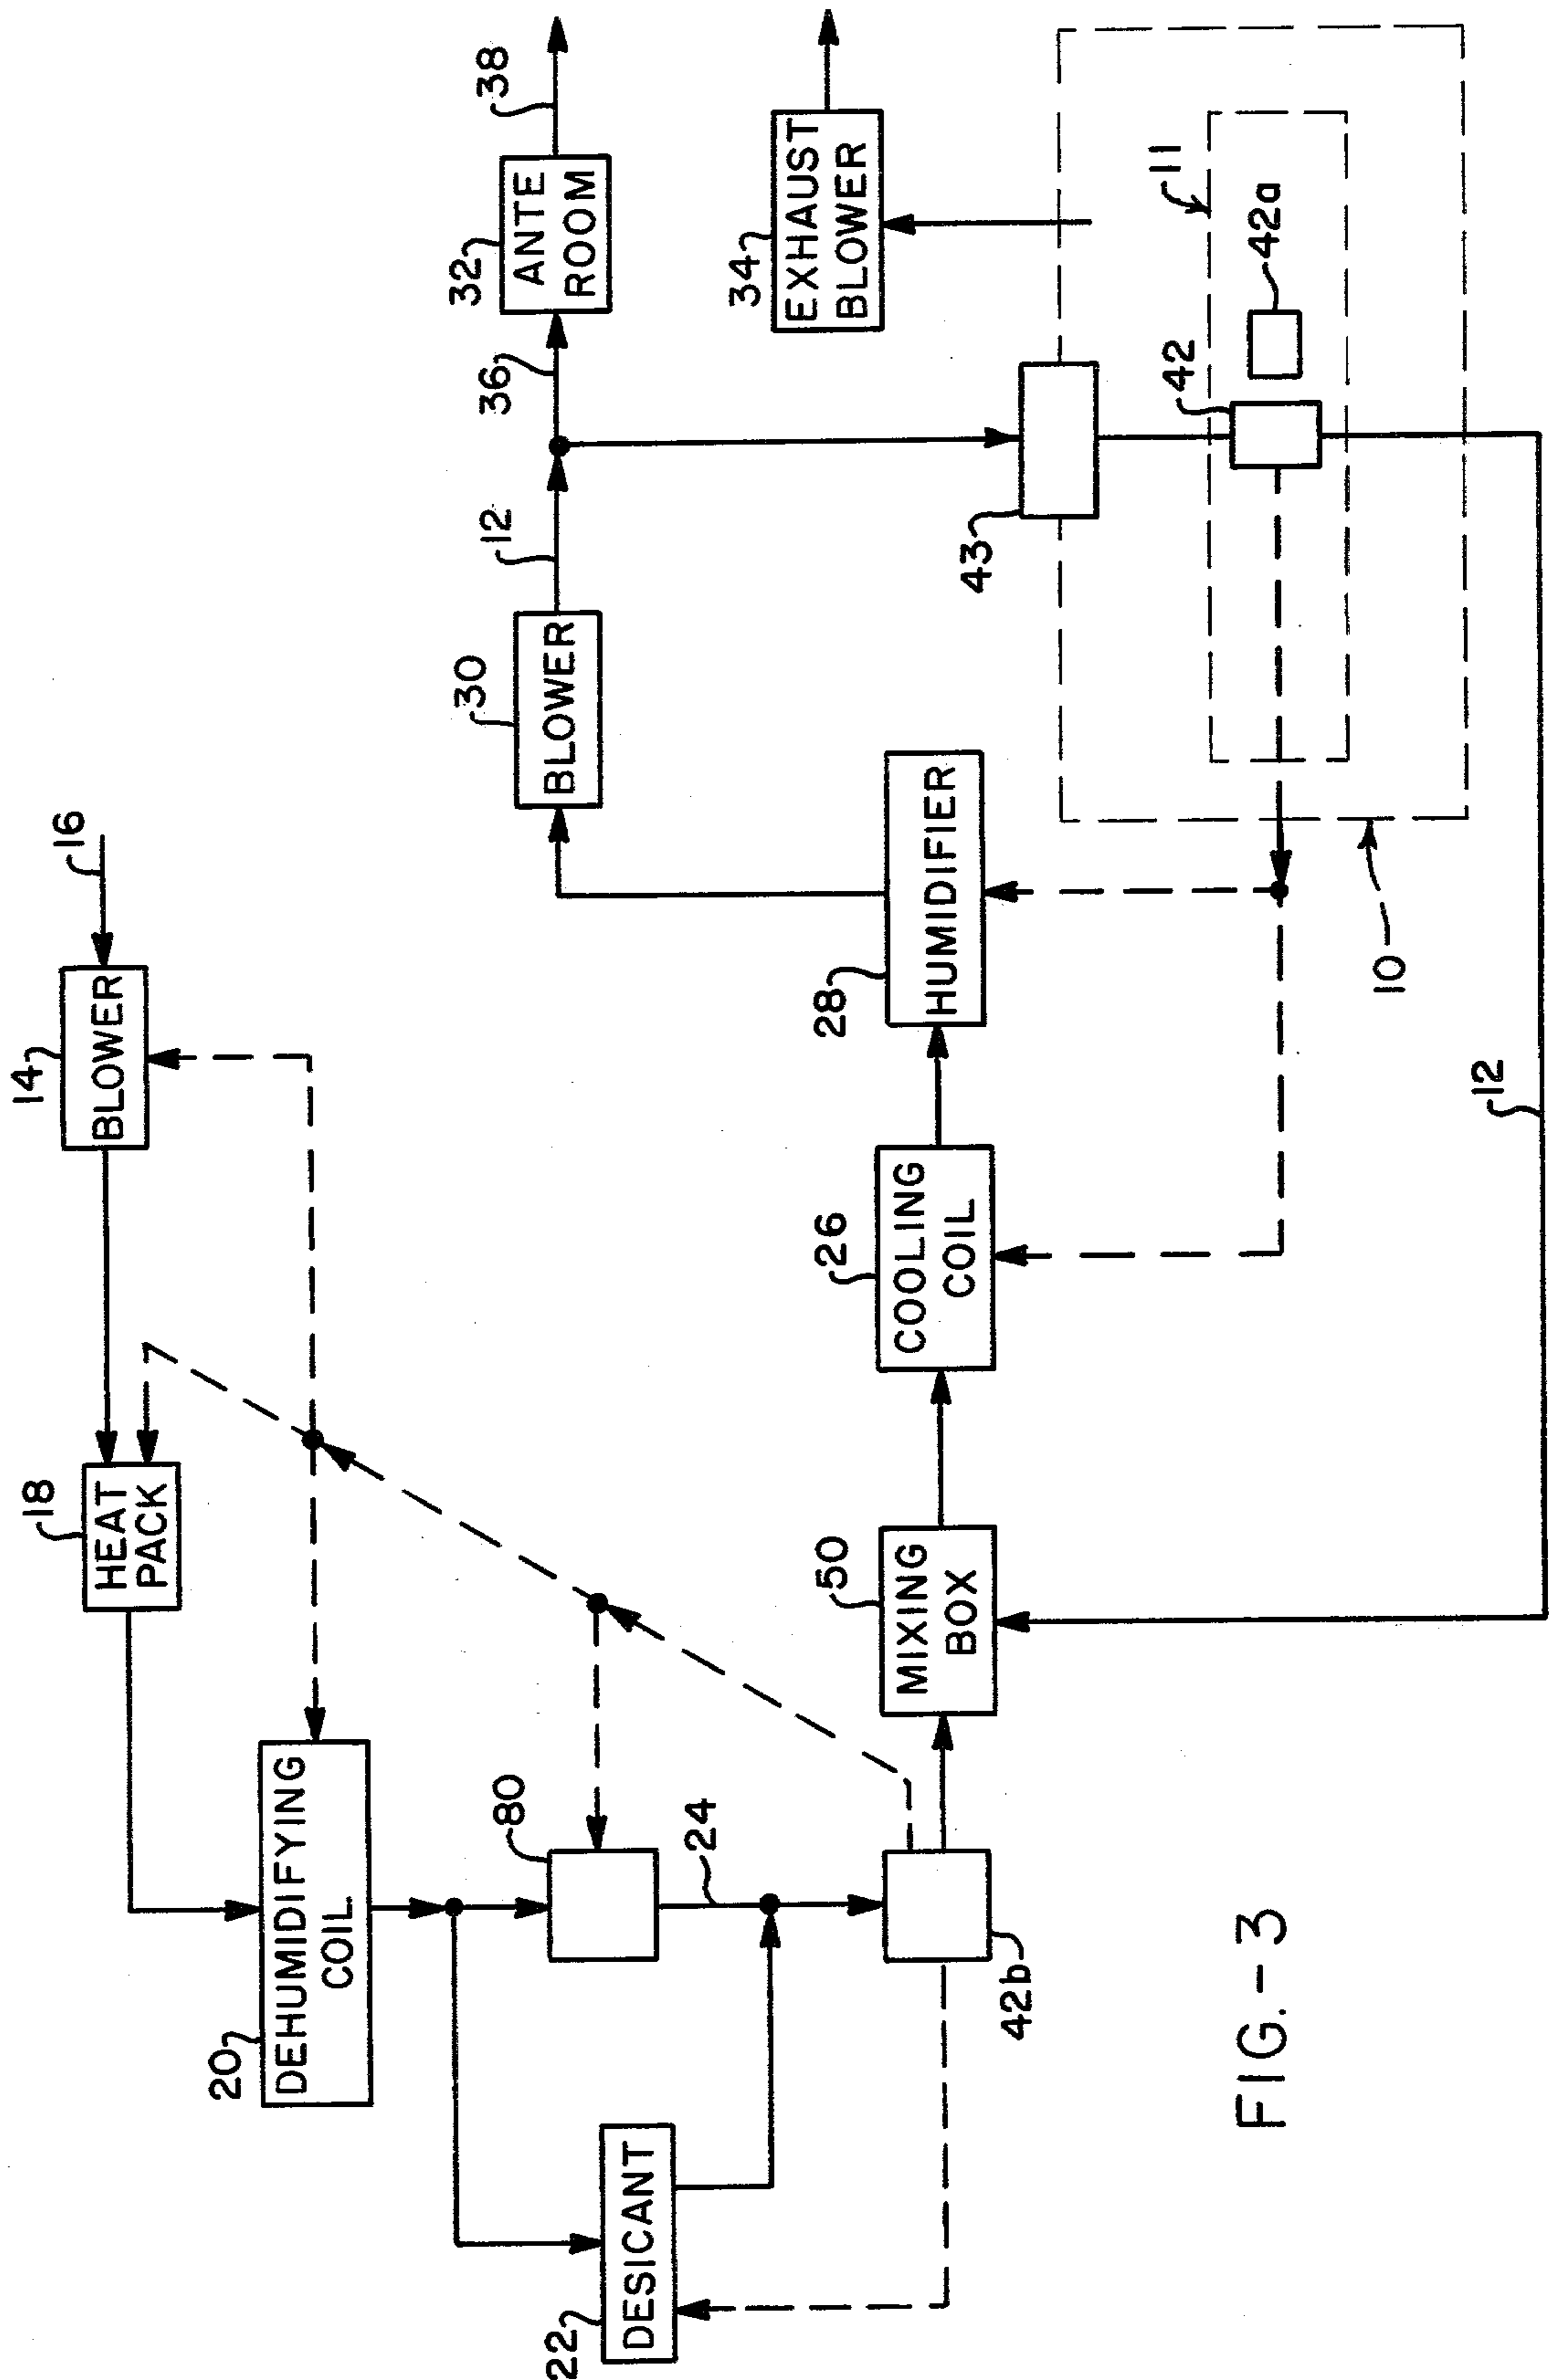 16
14
BLOWER
18
HEAT
PACK
20
DEHUMIDIFYING
COIL
80
24
22
DESICANT
42b
50
MIXING
BOX
26
COOLING
COIL
28
HUMIDIFIER
30
BLOWER
12
36
32
ANTE
ROOM
38
34
EXHAUST
BLOWER
43
11
42
42a
10
12
FIG.-3